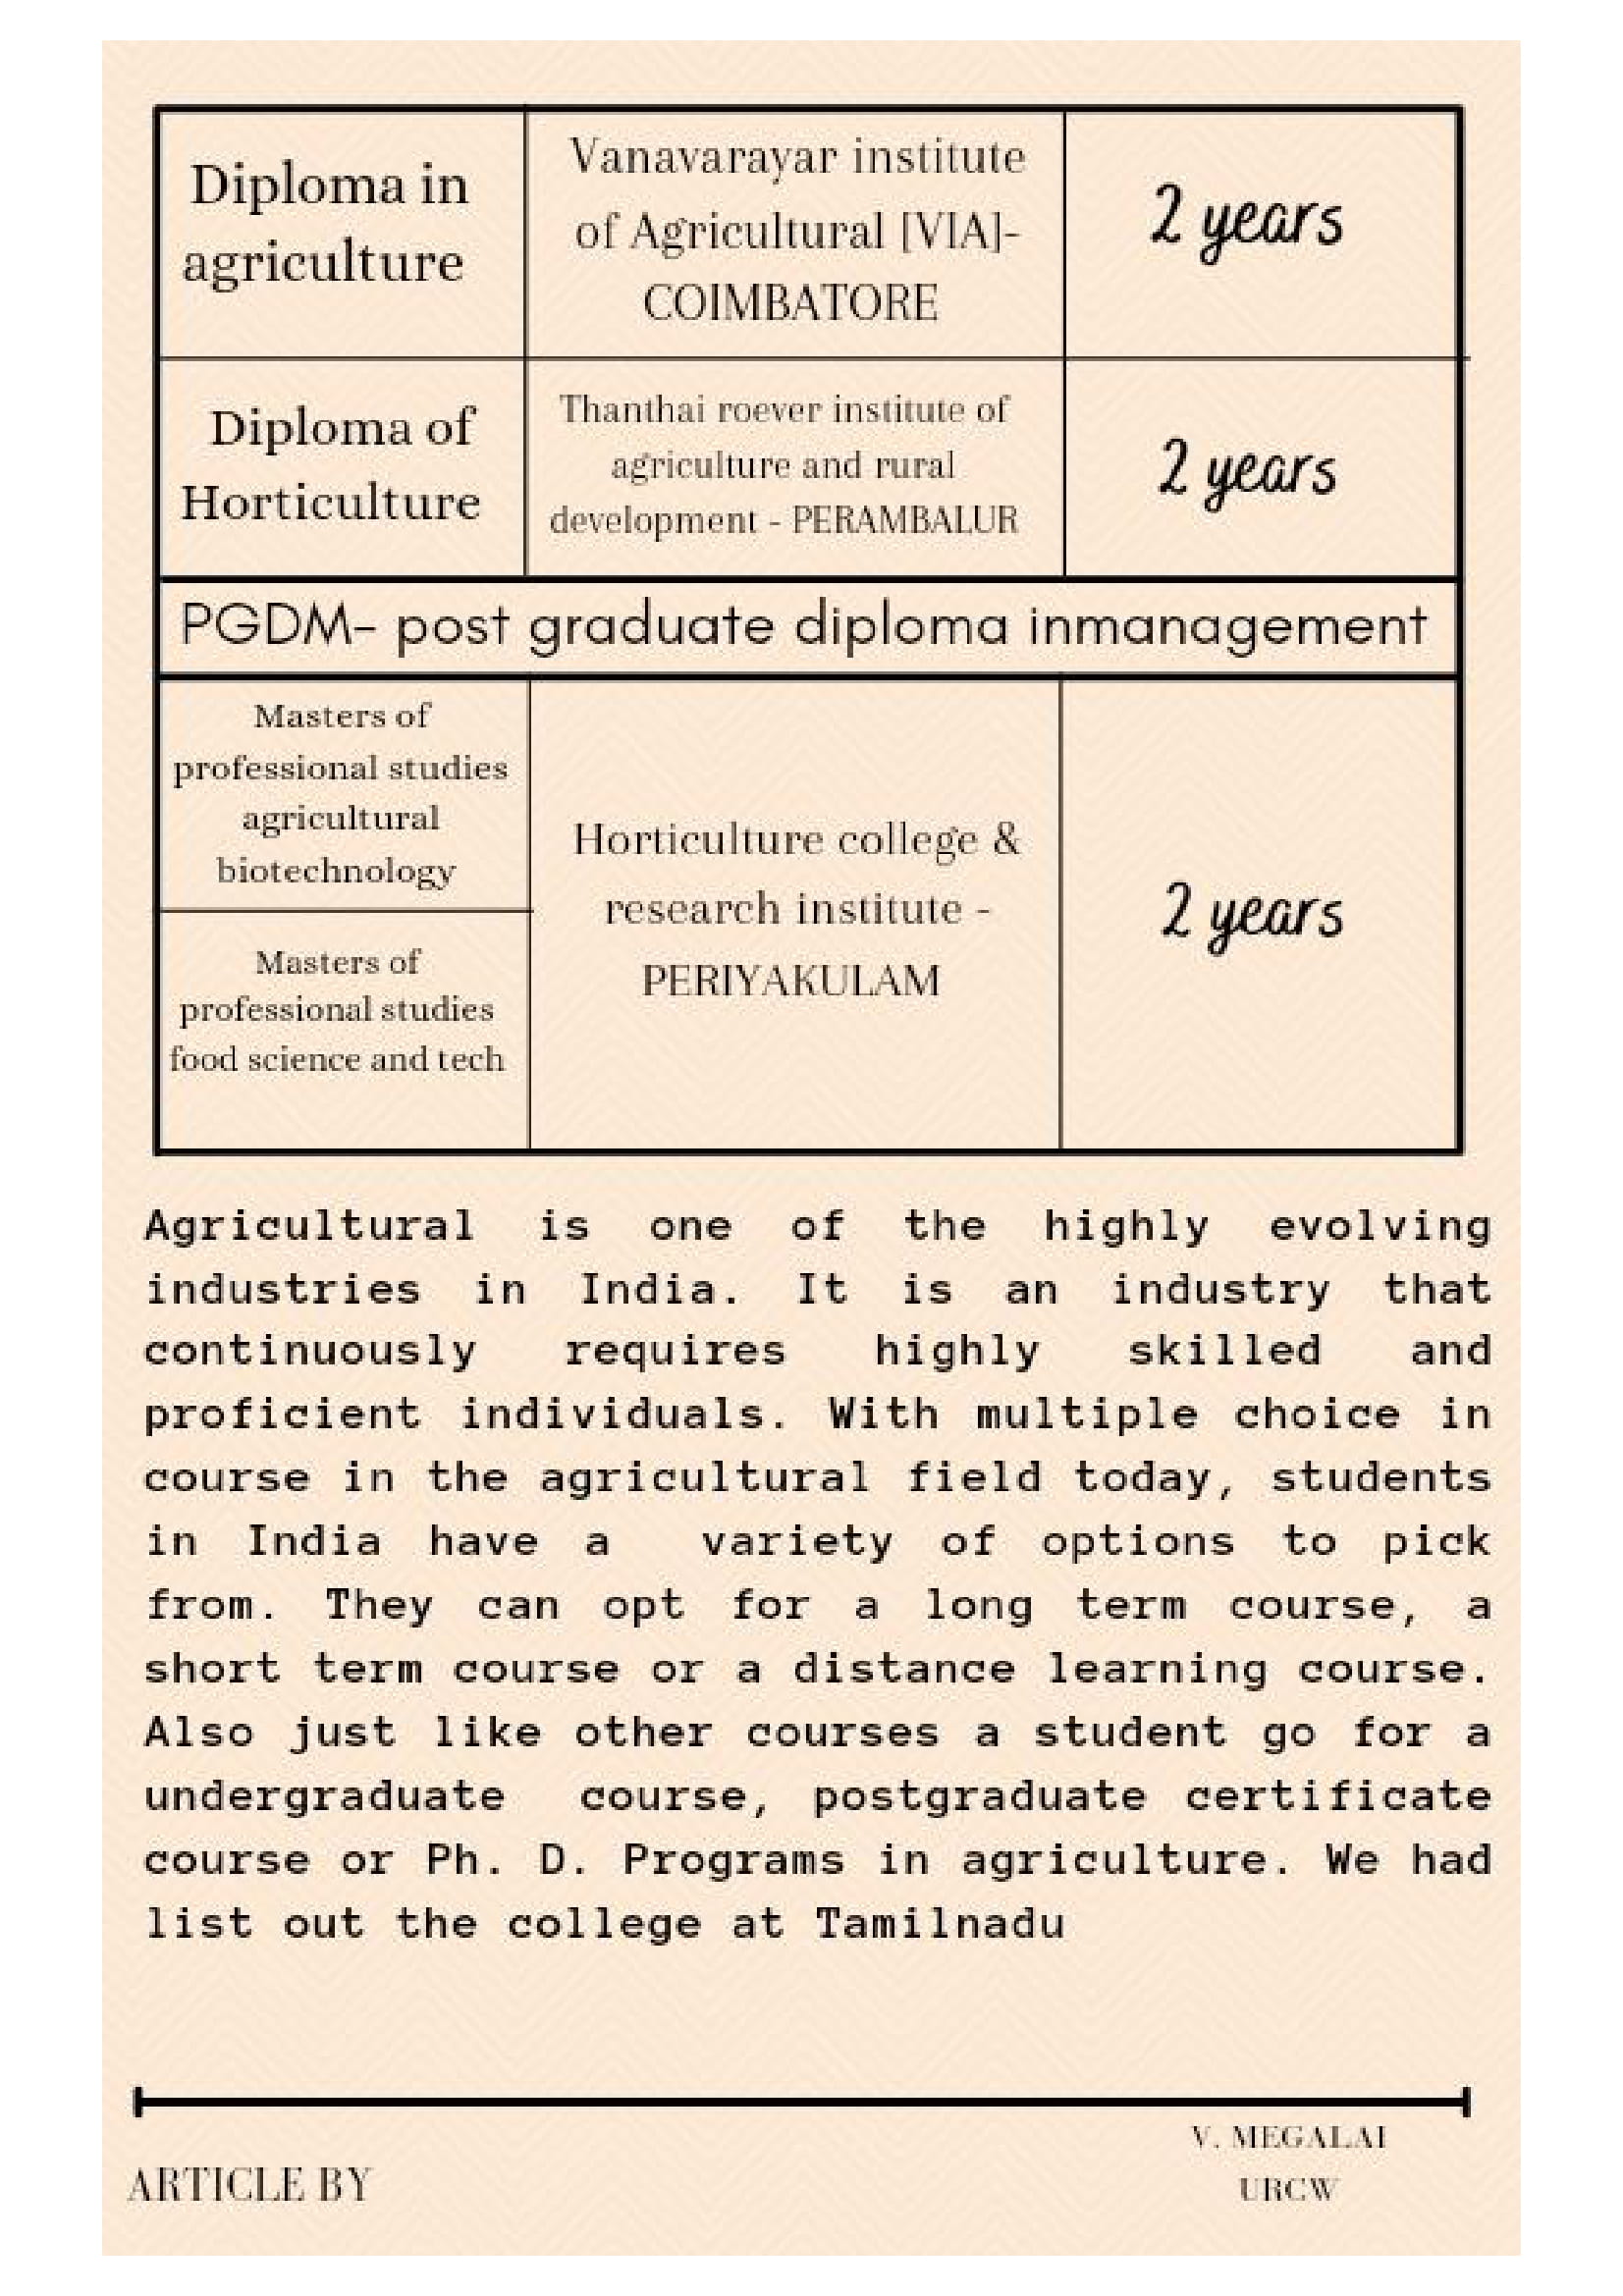 Diploma in
agriculture
Vanavarayar institute
of Agricultural [VIA]-
COIMBATORE
2 years
Diploma of
Horticulture
Thanthai roever institute of
agriculture and rural
development - PERAMBALUR
2 years
PGDM- post graduate diploma inmanagement
Masters of
professional studies
agricultural
biotechnology
Masters of
professional studies
food science and tech
Horticulture college &
research institute -
PERIYAKULAM
2 years
Agricultural is one of the highly evolving
industries in India. It is an industry that
continuously requires highly skilled and
proficient individuals. With multiple choice in
course in the agricultural field today, students
in India have a variety of options to pick
from. They can opt for a long term course, a
short term course or a distance learning course.
Also just like other courses a student go for a
undergraduate course, postgraduate certificate
course or Ph. D. Programs in agriculture. We had
list out the college at Tamilnadu
ARTICLE BY
V. MEGALAI
URCW